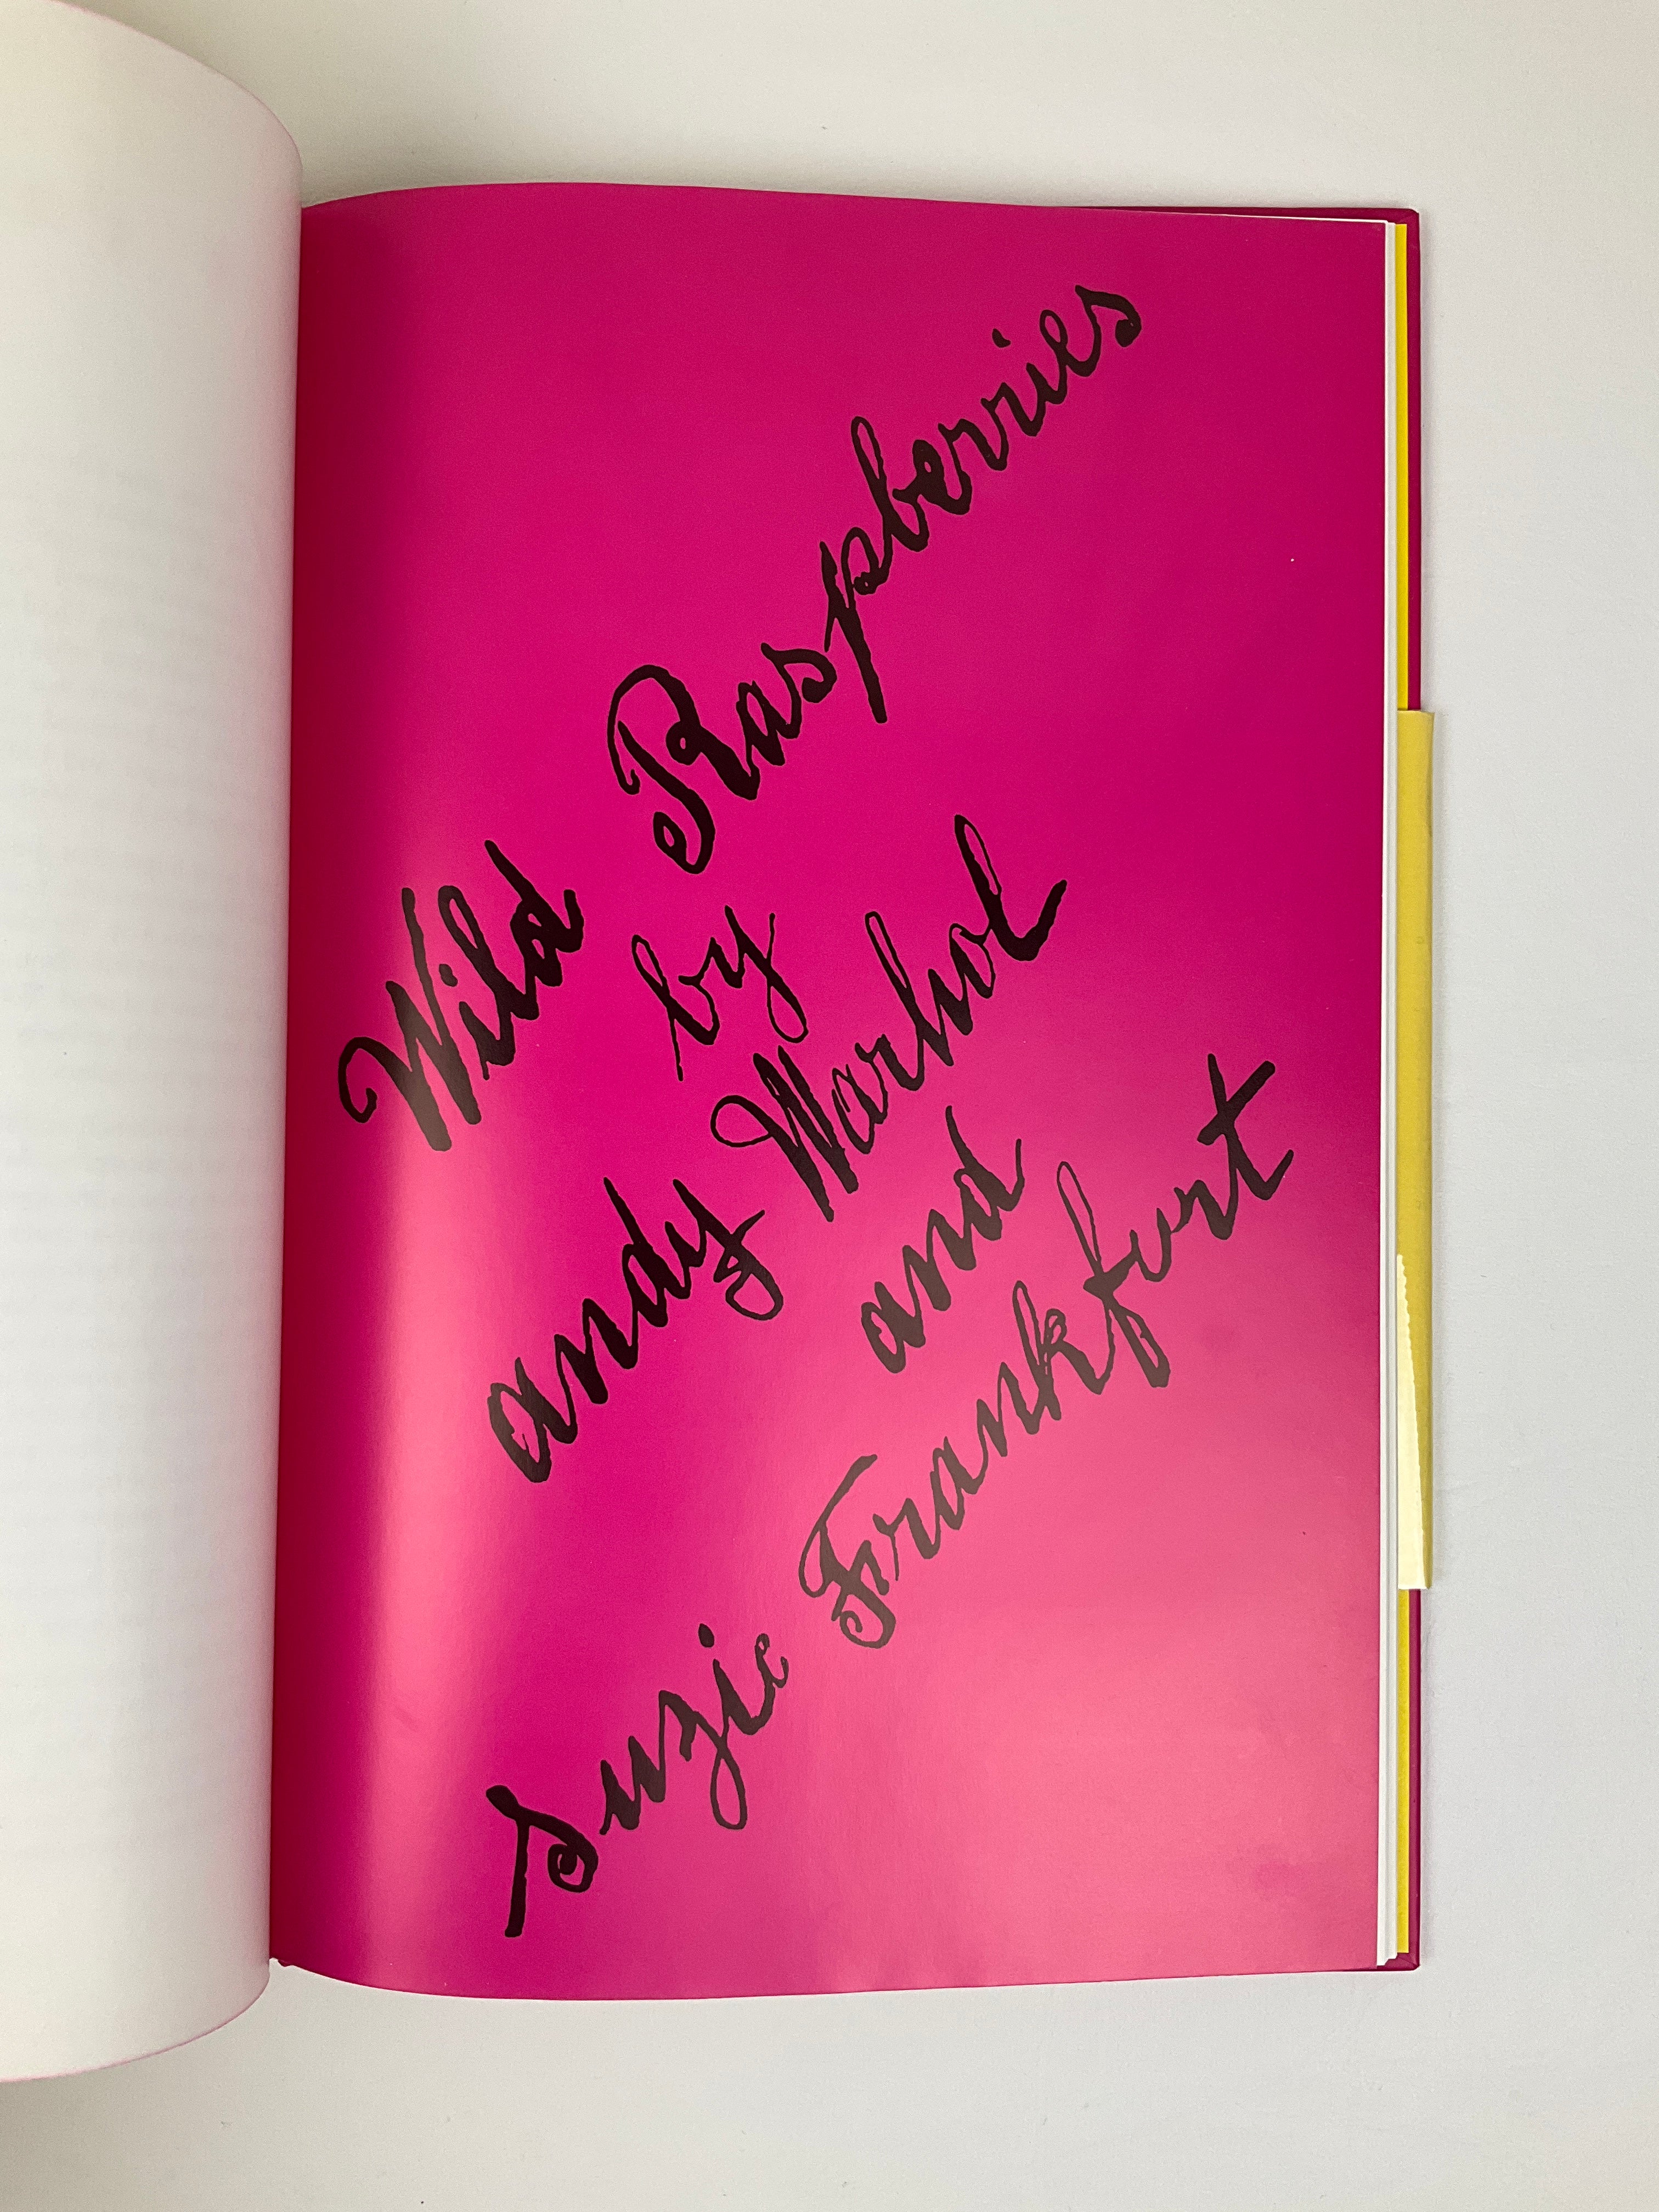 Wild Raspberries
by
andy Warhol
and
suzie Frankfurt